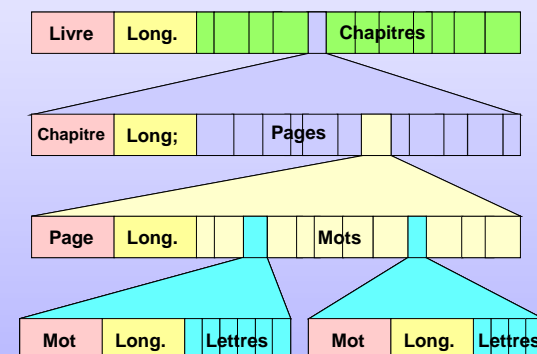 Livre Long. Chapitres
Chapitre Long; Pages
Page Long. Mots
Mot Long. Lettres Mot Long. Lettres